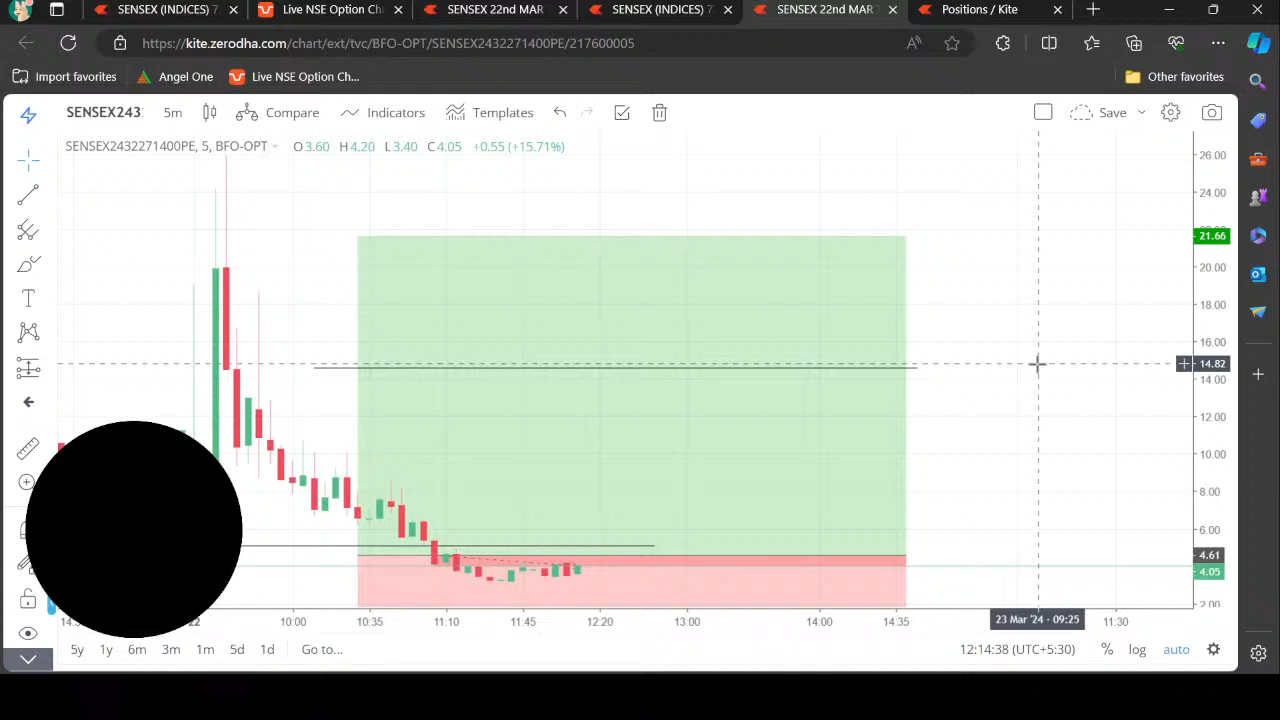 SENSEX (INDICES) 7
Live NSE Option Cha
SENSEX 22nd MAR
SENSEX (INDICES) 7
SENSEX 22nd MAR
Positions / Kite
https://kite.zerodha.com/chart/ext/tvc/BFO-OPT/SENSEX2432271400PE/217600005
Import favorites
Angel One
Live NSE Option Ch...
Other favorites
SENSEX243
5m
Compare
Indicators
Templates
Save
SENSEX2432271400PE, 5, BFO-OPT
O3.60 H4.20 L3.40 C4.05 +0.55 (+15.71%)
26.00
24.00
21.66
20.00
18.00
16.00
14.82
14.00
12.00
10.00
8.00
6.00
4.61
4.05
2.00
10:00 10:35 11:10 11:45 12:20 13:00 14:00 14:35 23 Mar '24 · 09:25 11:30
5y 1y 6m 3m 1m 5d 1d Go to...
12:14:38 (UTC+5:30) % log auto